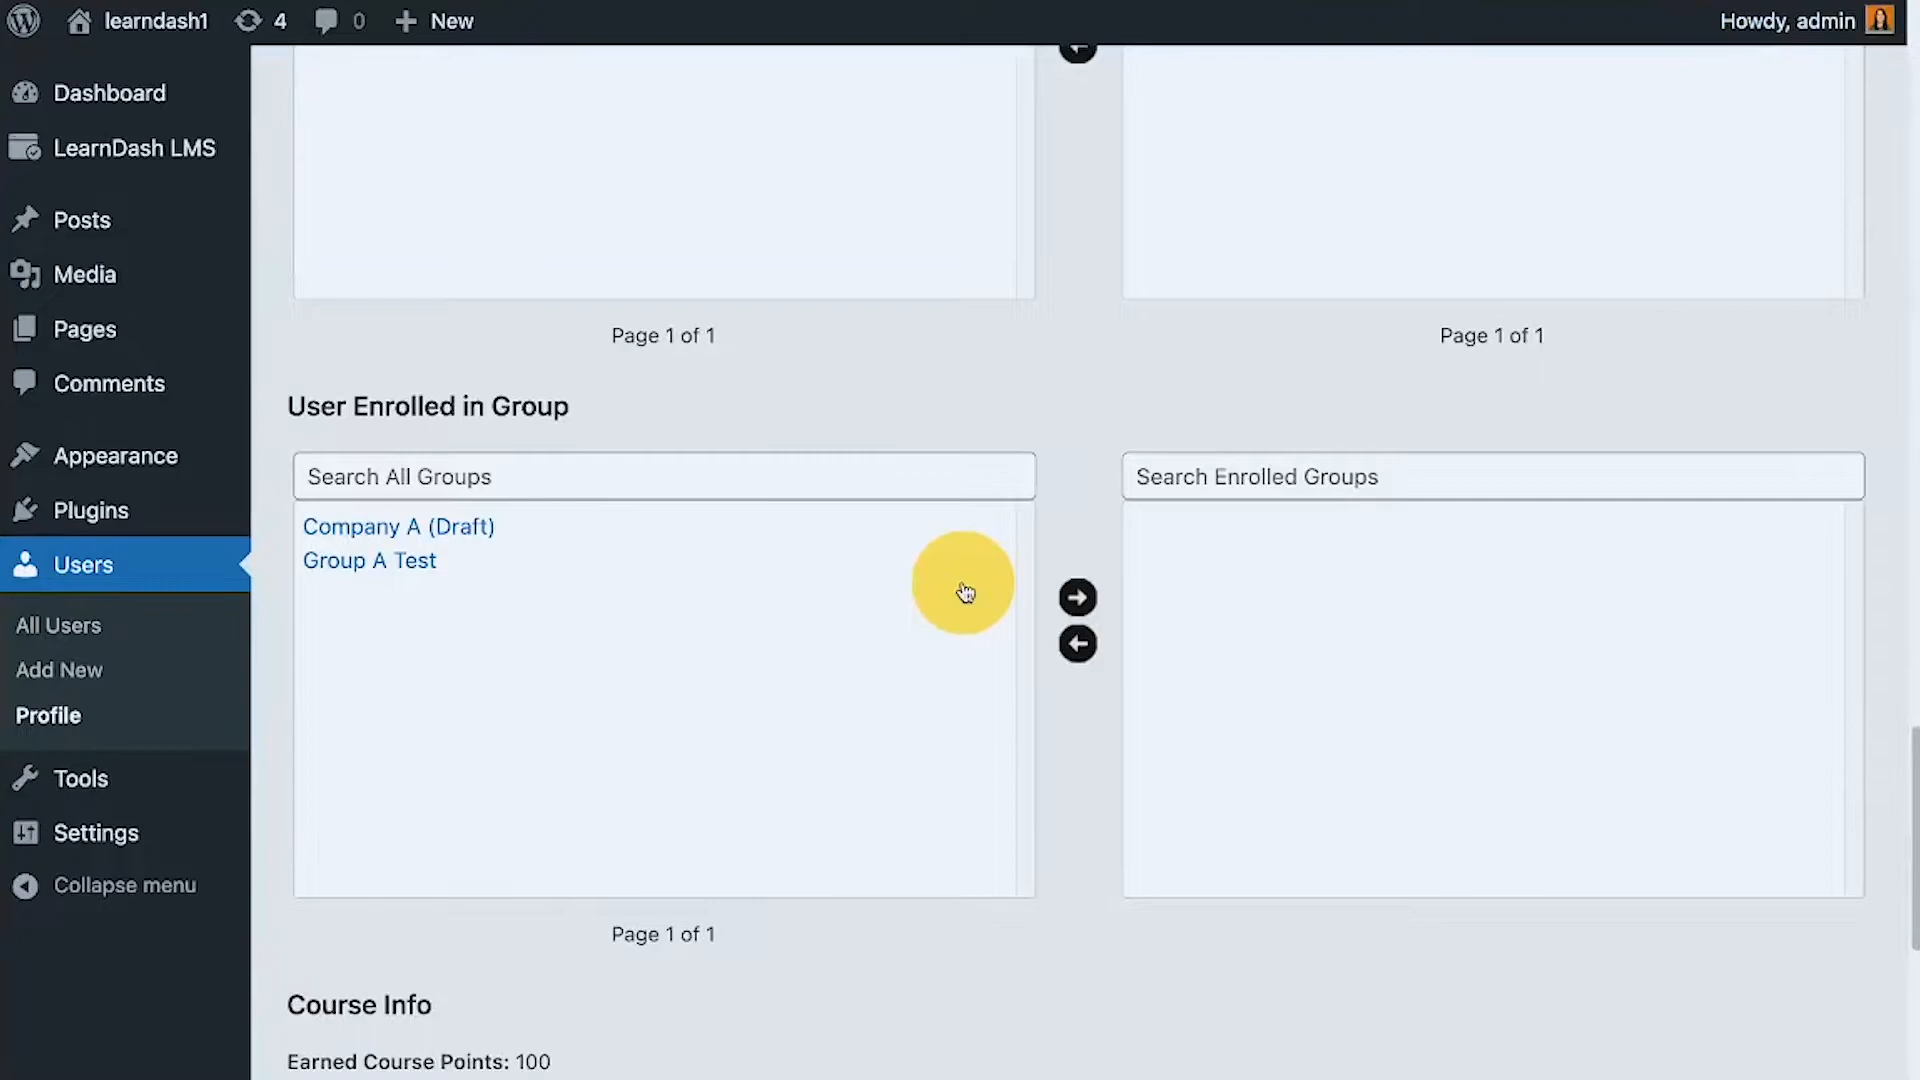 learndash1
4
0
New
Howdy, admin
Dashboard
LearnDash LMS
Posts
Media
Pages
Comments
Appearance
Plugins
Users
All Users
Add New
Profile
Tools
Settings
Collapse menu
Page 1 of 1
Page 1 of 1
User Enrolled in Group
Search All Groups
Search Enrolled Groups
Company A (Draft)
Group A Test
Page 1 of 1
Course Info
Earned Course Points: 100